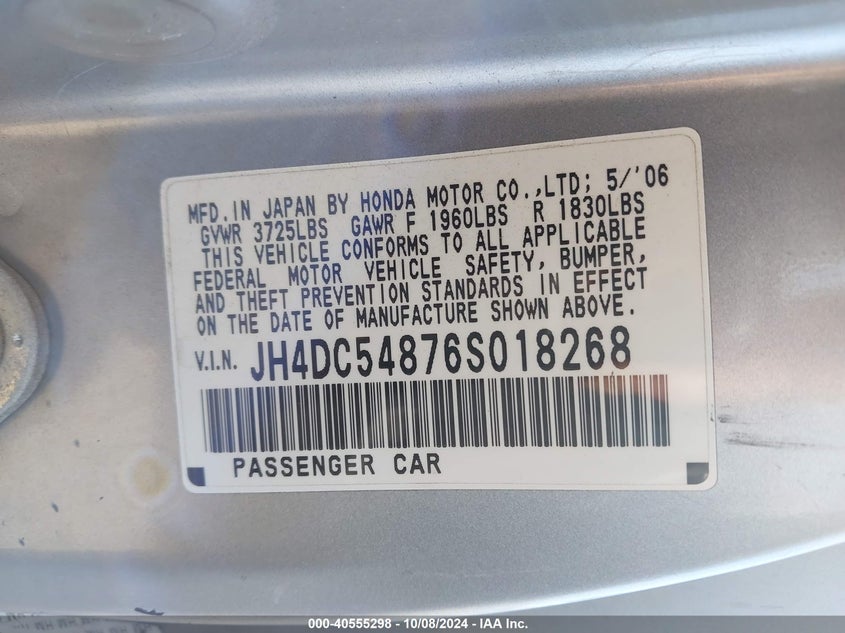 MFD.IN JAPAN BY HONDA MOTOR CO.,LTD; 5/'06
GVWR 3725LBS GAWR F 1960LBS R 1830LBS
THIS VEHICLE CONFORMS TO ALL APPLICABLE
FEDERAL MOTOR VEHICLE SAFETY, BUMPER,
AND THEFT PREVENTION STANDARDS IN EFFECT
ON THE DATE OF MANUFACTURE SHOWN ABOVE.
V.I.N. JH4DC54876S018268
PASSENGER CAR
000-40555298 - 10/08/2024 - IAA Inc.